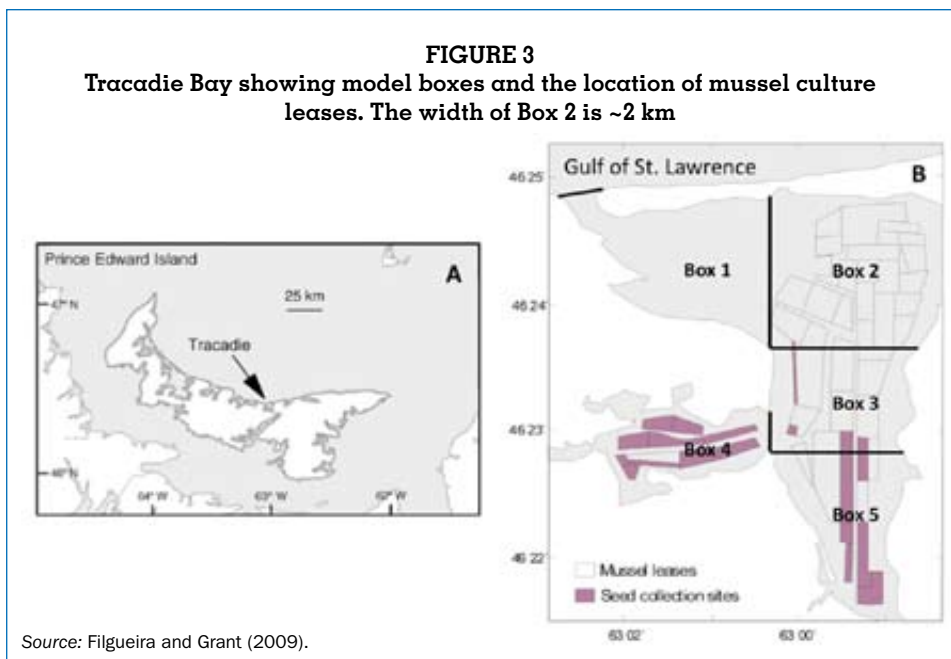 FIGURE 3
Tracadie Bay showing model boxes and the location of mussel culture
leases. The width of Box 2 is ~2 km
Prince Edward Island
A
47° N
25 km
Tracadie
46° N
64° W
63° W
62° W
Gulf of St. Lawrence
B
46 25'
Box 1
Box 2
46 24'
Box 3
46 23'
Box 4
Box 5
46 22'
Mussel leases
Seed collection sites
63 02'
63 00'
Source: Filgueira and Grant (2009).